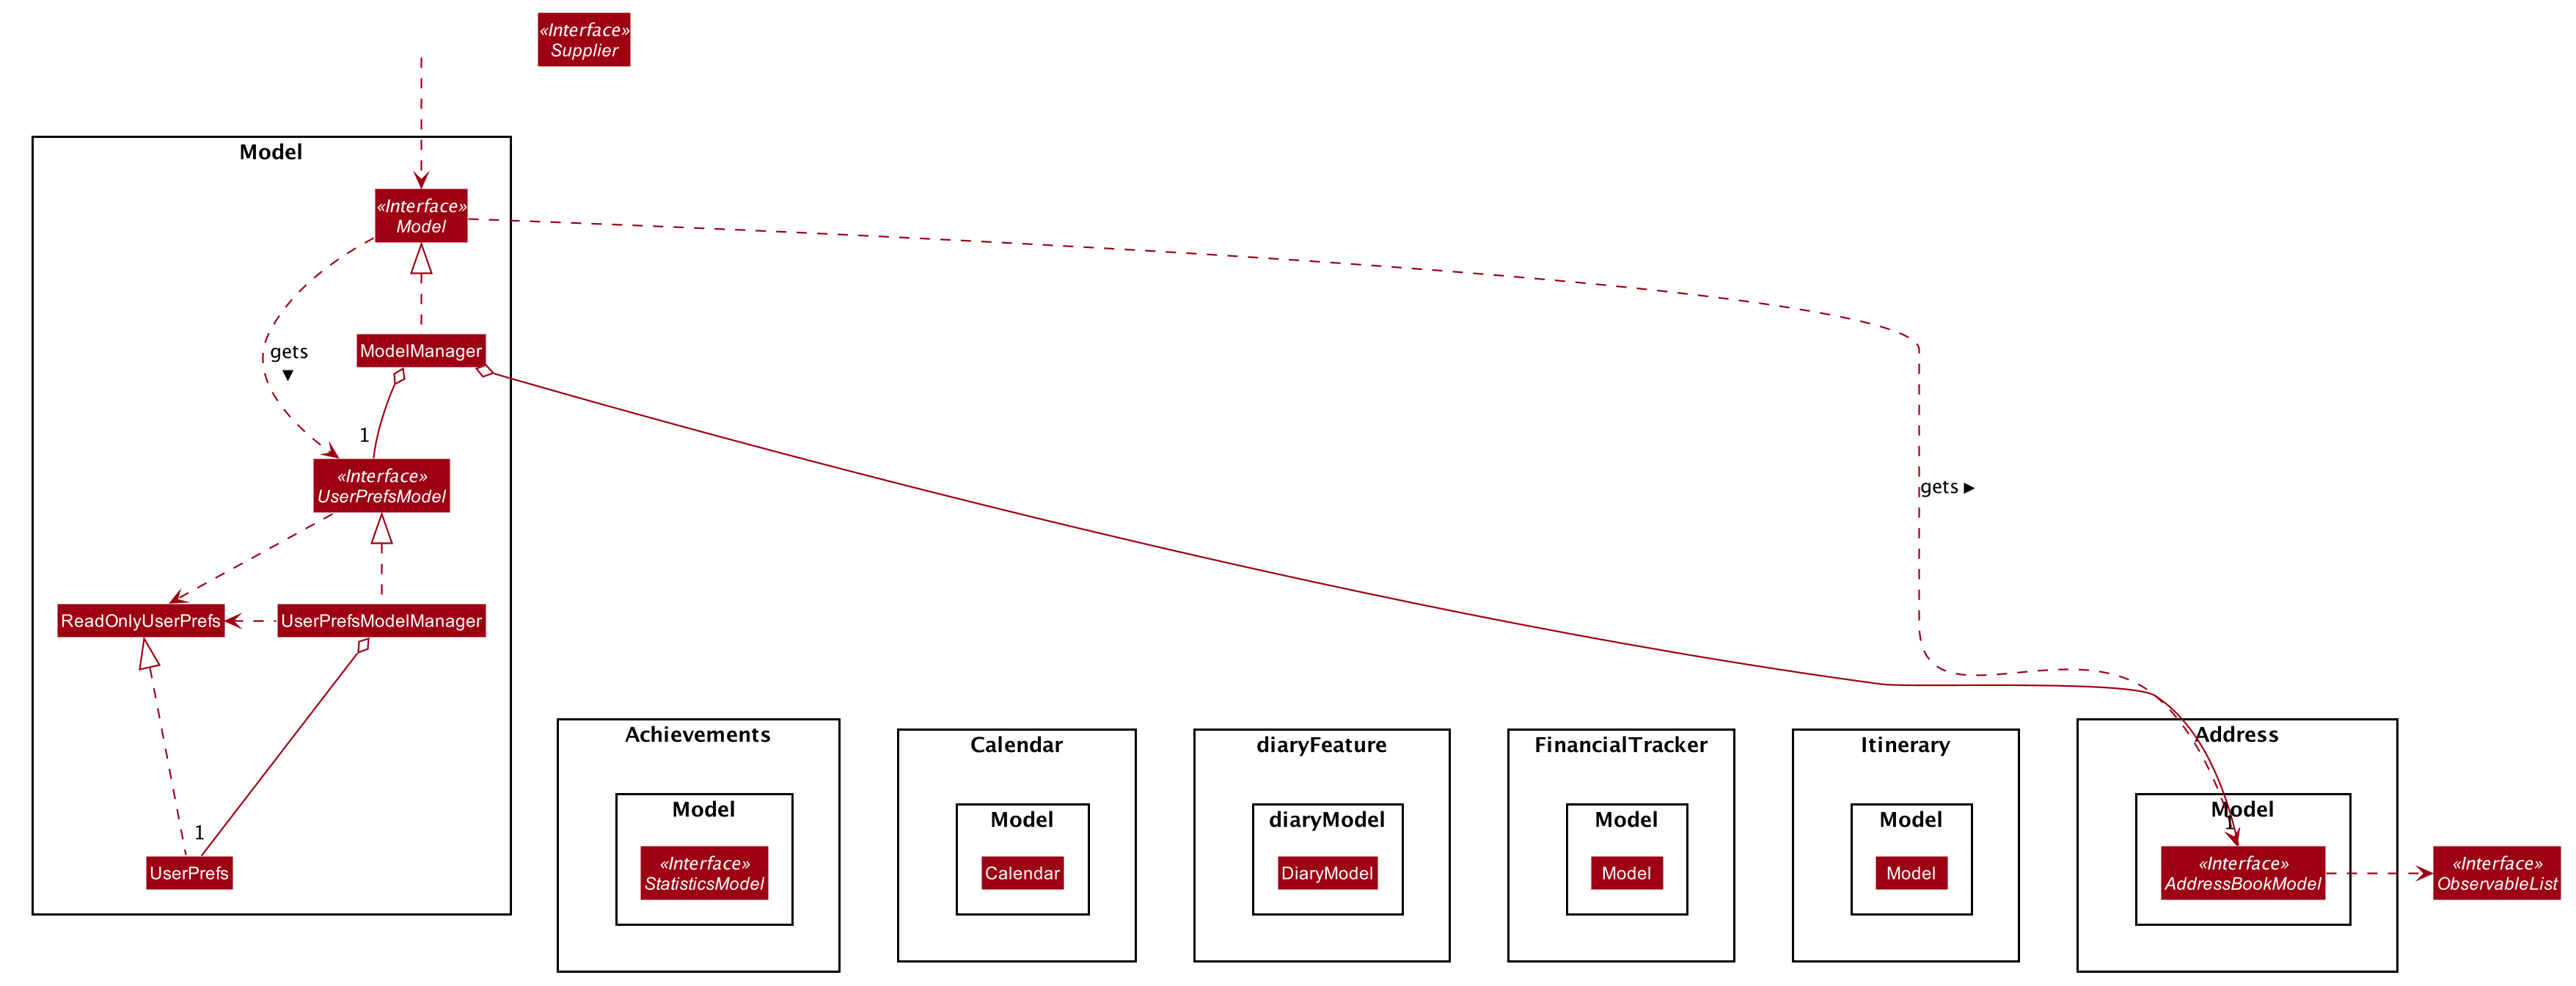 «Interface»
Supplier
Model
«Interface»
Model
ModelManager
gets
▼
gets ▶
1
«Interface»
UserPrefsModel
ReadOnlyUserPrefs
UserPrefsModelManager
1
UserPrefs
Achievements
Model
«Interface»
StatisticsModel
Calendar
Model
Calendar
diaryFeature
diaryModel
DiaryModel
FinancialTracker
Model
Model
Itinerary
Model
Model
Address
Model
1
«Interface»
AddressBookModel
«Interface»
ObservableList